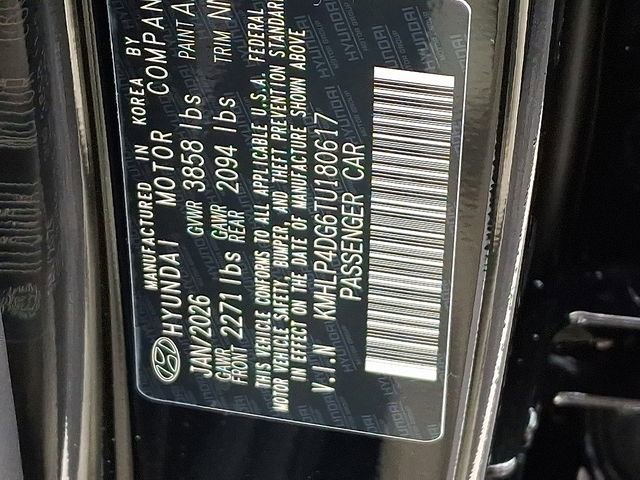 MANUFACTURED IN KOREA BY
HYUNDAI MOTOR COMPANY
JAN/2026 GVWR 3858 lbs PAINT
GAWR FRONT 2271 lbs GAWR REAR 2094 lbs TRIM
THIS VEHICLE CONFORMS TO ALL APPLICABLE U.S.A. FEDERAL
MOTOR VEHICLE SAFETY, BUMPER, AND THEFT PREVENTION STANDARDS
IN EFFECT ON THE DATE OF MANUFACTURE SHOWN ABOVE
V.I.N KMHLP4DG6TU180617
PASSENGER CAR